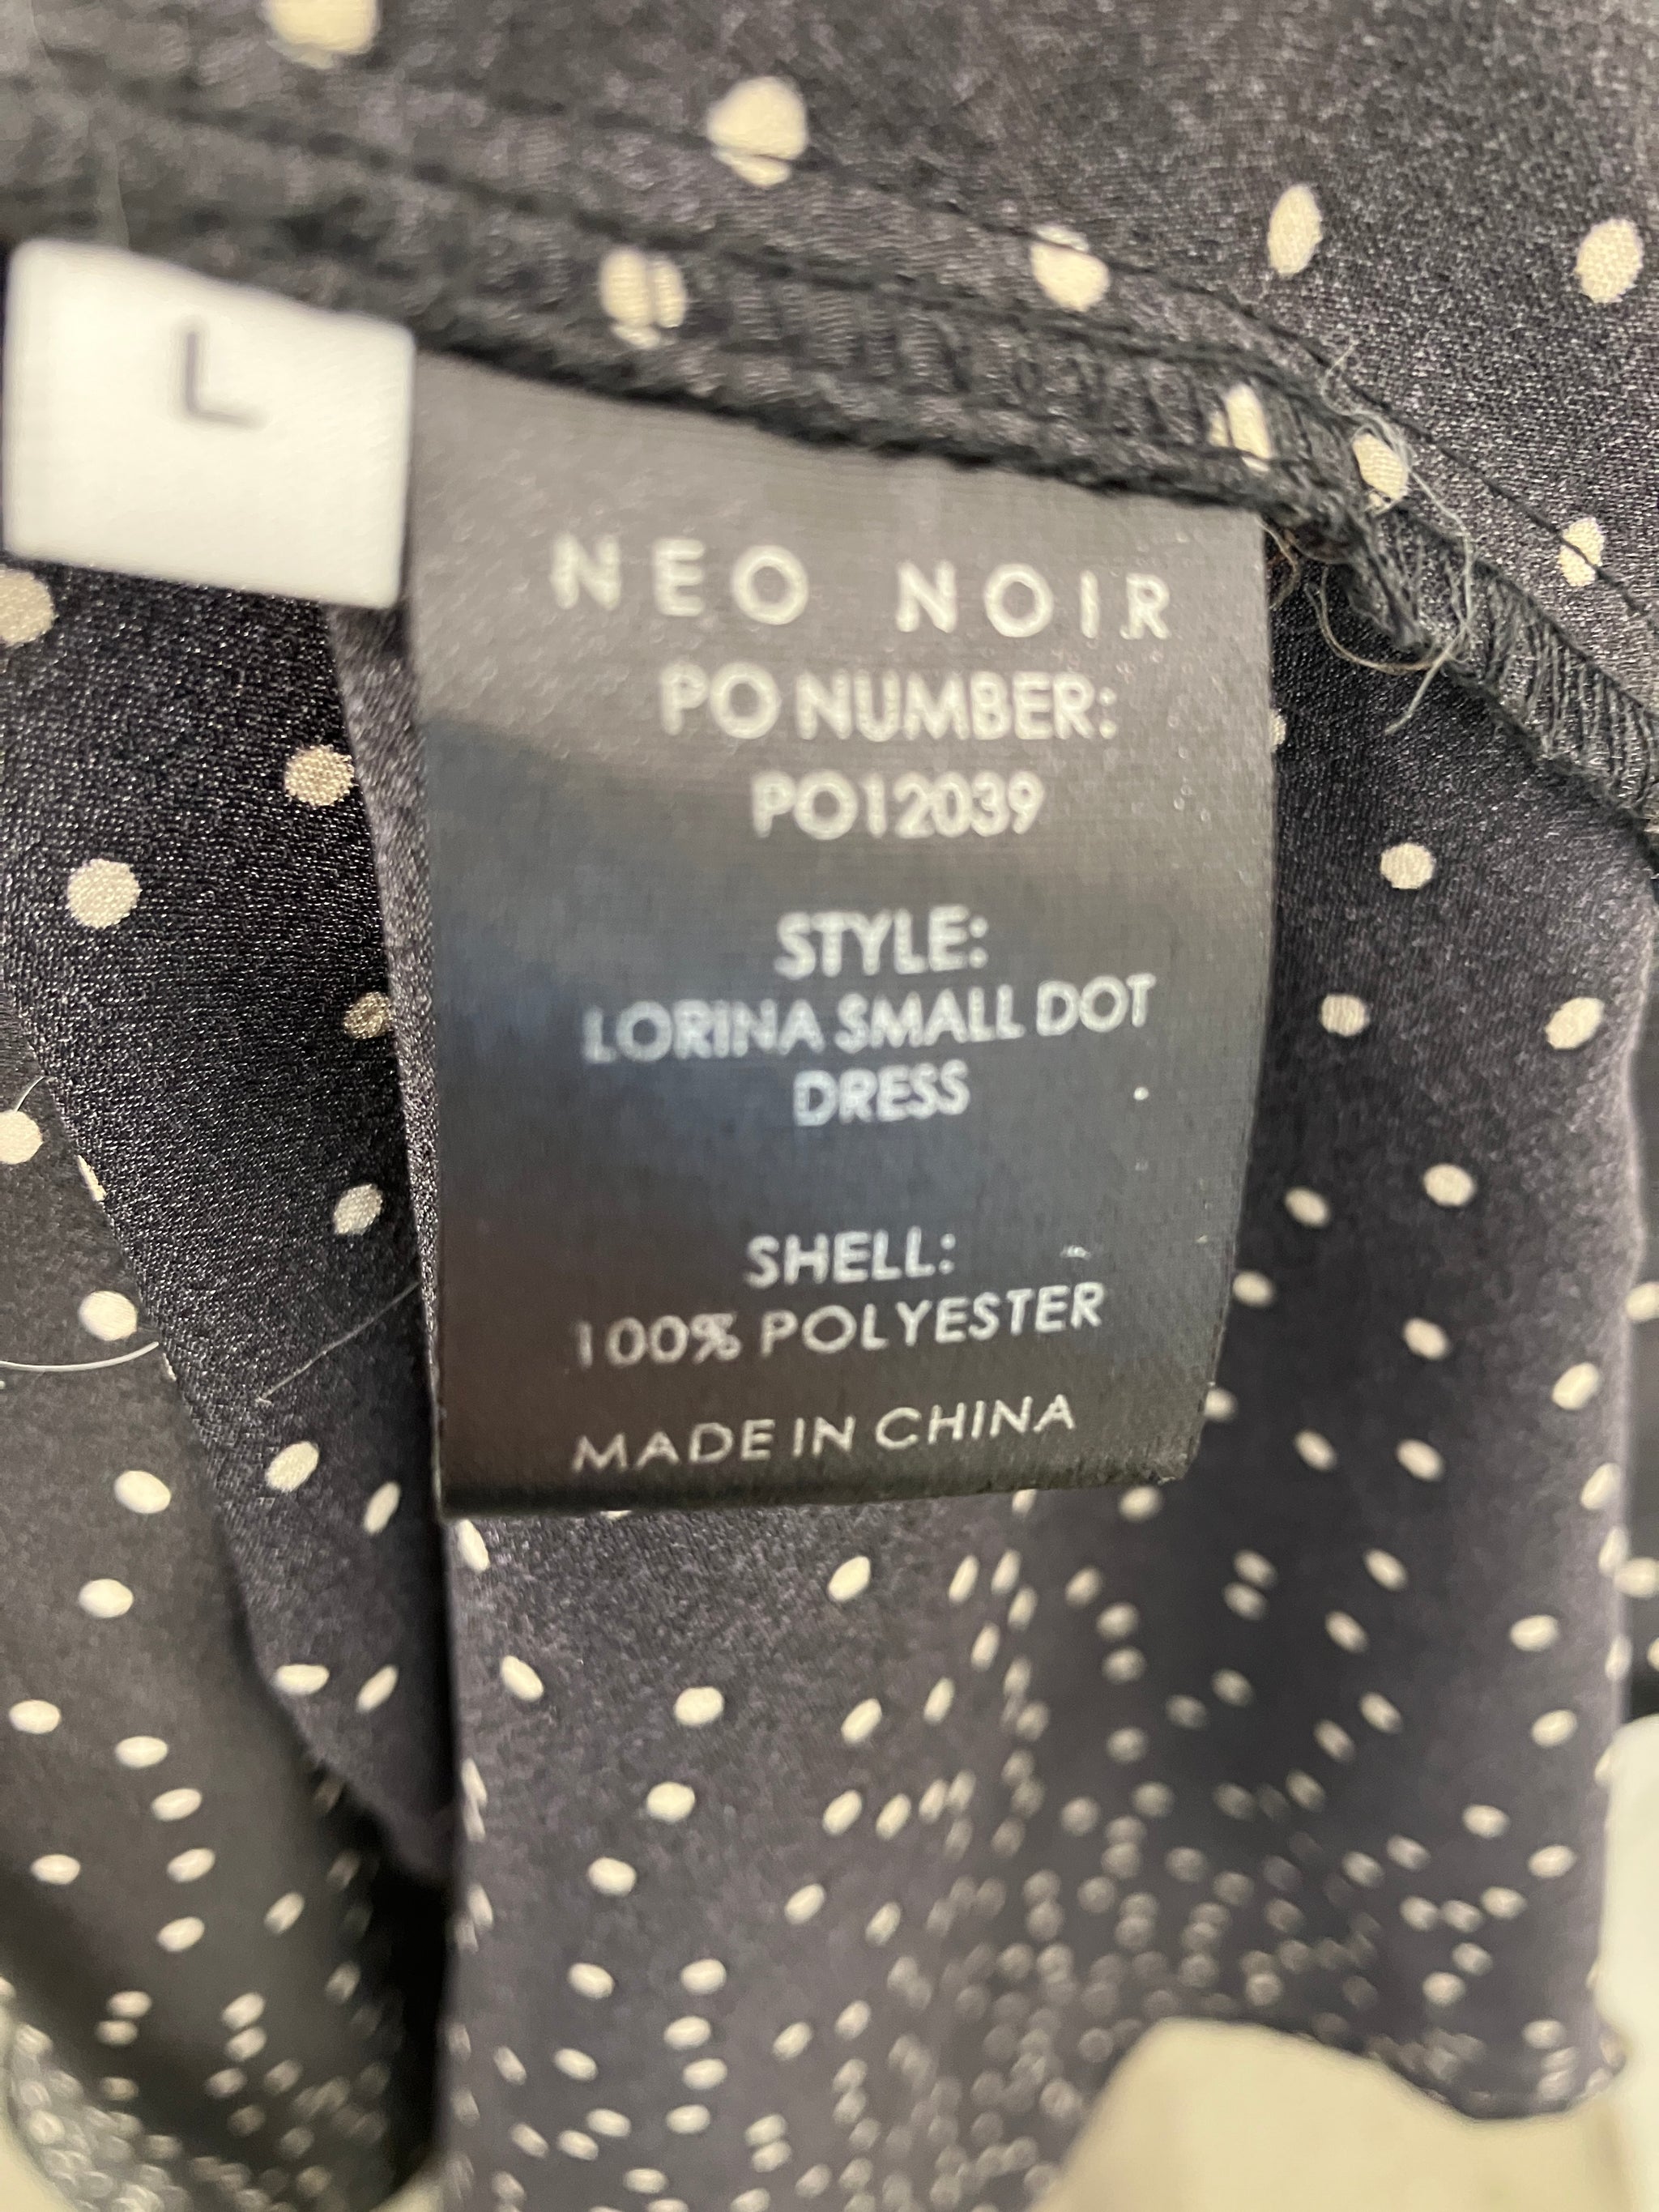 L
NEO NOIR
PO NUMBER:
PO12039
STYLE:
LORINA SMALL DOT
DRESS
SHELL:
100% POLYESTER
MADE IN CHINA